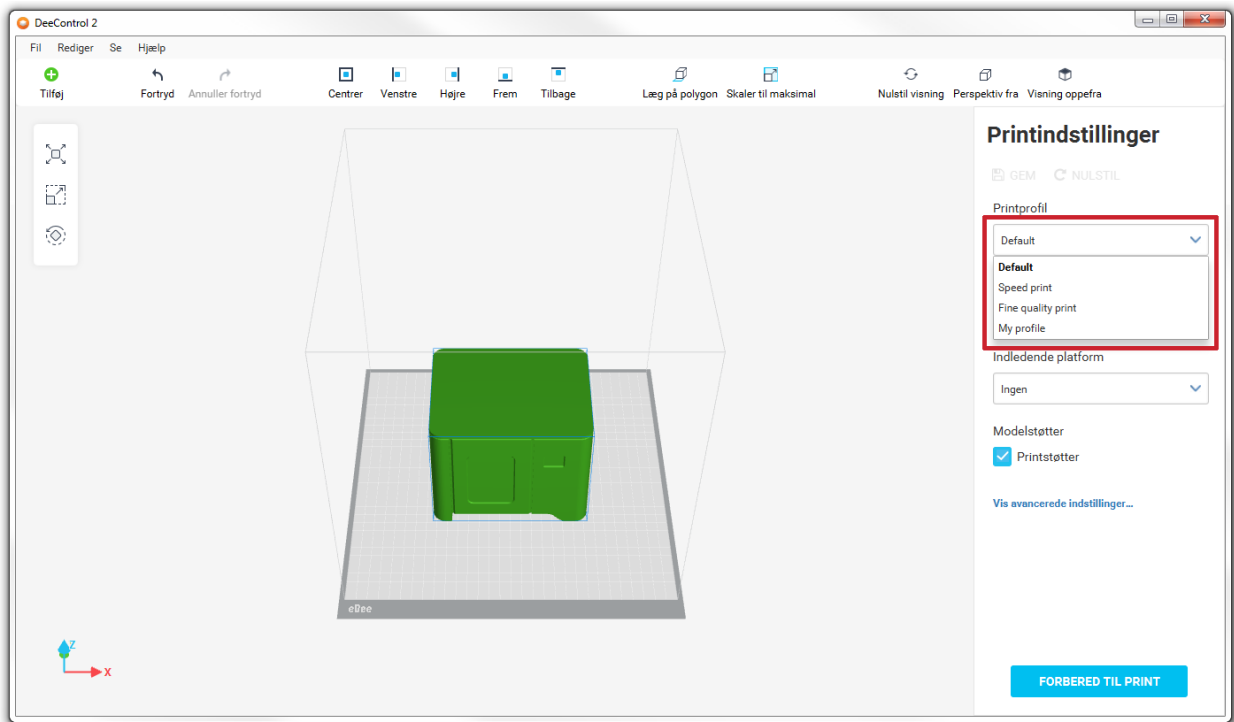 DeeControl 2
Fil Rediger Se Hjælp
Tilføj Fortryd Annuller fortryd Centrer Venstre Højre Frem Tilbage Læg på polygon Skaler til maksimal Nulstil visning Perspektiv fra Visning oppefra
Printindstillinger
GEM NULSTIL
Printprofil
Default
Default
Speed print
Fine quality print
My profile
Indledende platform
Ingen
Modelstøtter
Printstøtter
Vis avancerede indstillinger...
eDee
Z
X
FORBERED TIL PRINT